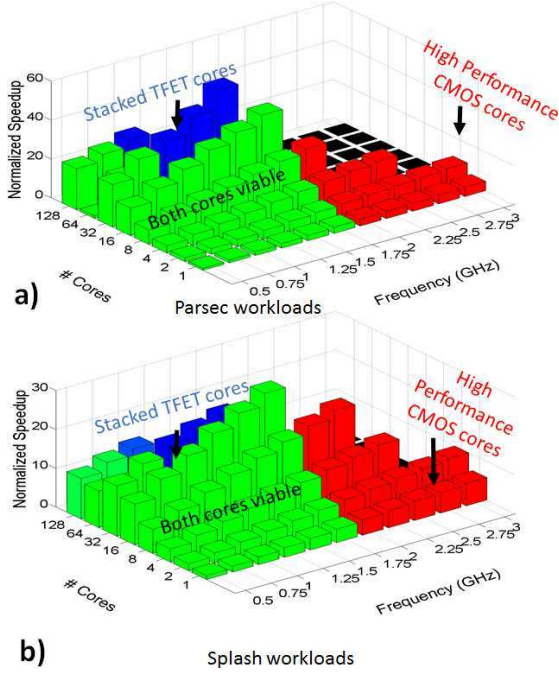 60
40
20
0
Normalized Speedup
Stacked TFET cores
High Performance
CMOS cores
Both cores viable
128
64
32
16
8
4
2
1
# Cores
0.5
0.75
1
1.25
1.5
1.75
2
2.25
2.5
2.75
3
Frequency (GHz)
a)
Parsec workloads
30
20
10
0
Normalized Speedup
Stacked TFET cores
High
Performance
CMOS cores
Both cores viable
128
64
32
16
8
4
2
1
# Cores
0.5
0.75
1
1.25
1.5
1.75
2
2.25
2.5
2.75
3
Frequency (GHz)
b)
Splash workloads